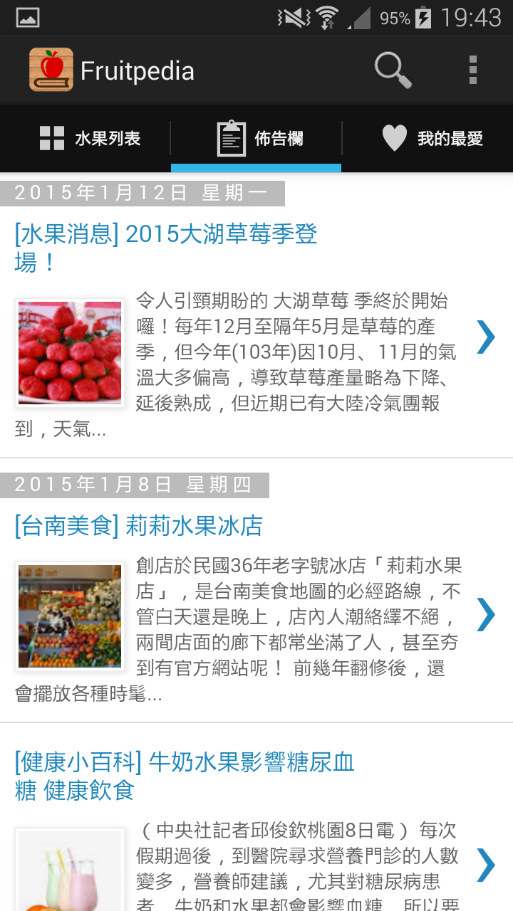 95% 19:43
Fruitpedia
水果列表 佈告欄 我的最愛
2015年1月12日 星期一
[水果消息] 2015大湖草莓季登
場！
令人引頸期盼的 大湖草莓 季終於開始
囉！每年12月至隔年5月是草莓的產
季，但今年(103年)因10月、11月的氣
溫大多偏高，導致草莓產量略為下降、
延後熟成，但近期已有大陸冷氣團報
到，天氣...
2015年1月8日 星期四
[台南美食] 莉莉水果冰店
創店於民國36年老字號冰店「莉莉水果
店」，是台南美食地圖的必經路線，不
管白天還是晚上，店內人潮絡繹不絕，
兩間店面的廊下都常坐滿了人，甚至夯
到有官方網站呢！ 前幾年翻修後，還
會擺放各種時髦...
[健康小百科] 牛奶水果影響糖尿血
糖 健康飲食
（中央社記者邱俊欽桃園8日電） 每次
假期過後，到醫院尋求營養門診的人數
變多，營養師建議，尤其對糖尿病患
者，牛奶和水果都會影響血糖，所以要